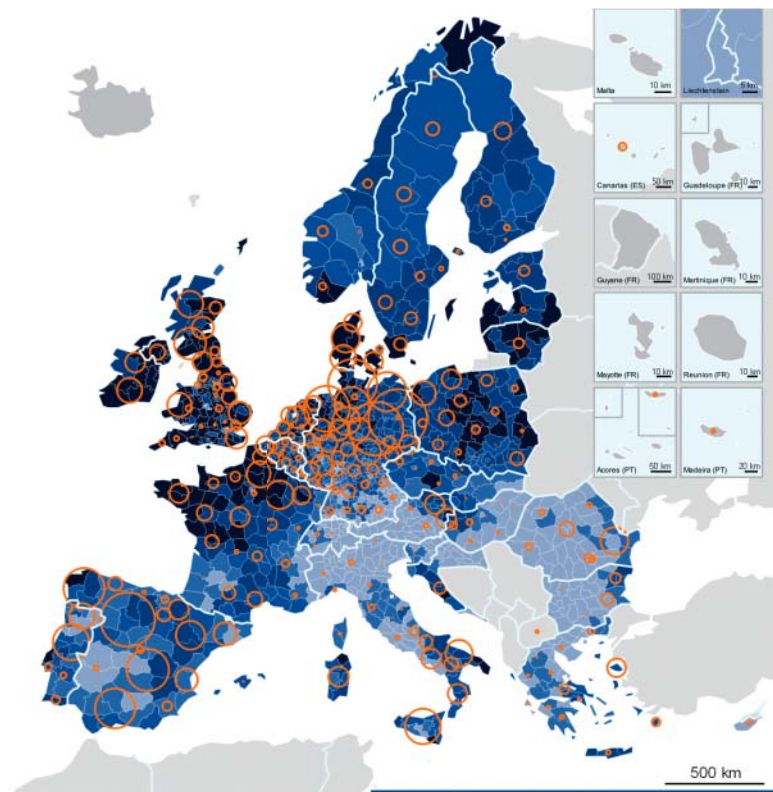 Malta
10 km
Liechtenstein
5 km
Canarias (ES)
50 km
Guadeloupe (FR)
10 km
Guyane (FR)
100 km
Martinique (FR)
10 km
Mayotte (FR)
10 km
Reunion (FR)
10 km
Acores (PT)
50 km
Madeira (PT)
20 km
500 km